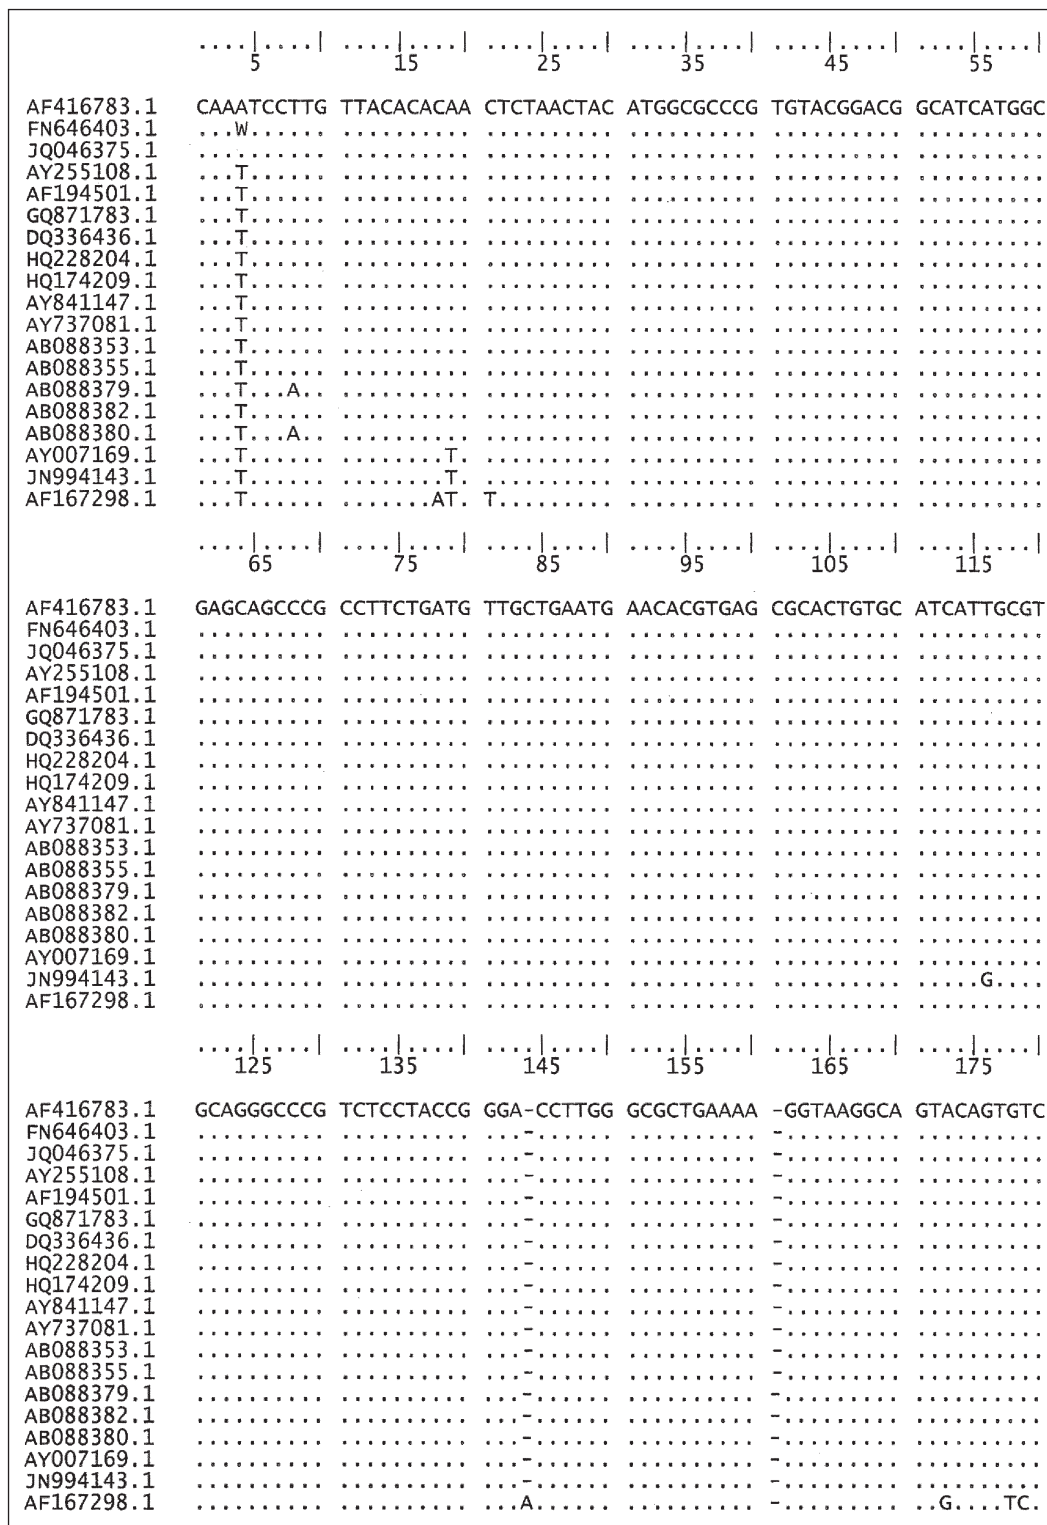 ....|....| ....|....| ....|....| ....|....| ....|....| ....|....|
5 15 25 35 45 55
AF416783.1 CAAATCCTTG TTACACACAA CTCTAACTAC ATGGCGCCCG TGTACGGACG GCATCATGGC
FN646403.1 ...W...... .......... .......... .......... .......... ..........
JQ046375.1 .......... .......... .......... .......... .......... ..........
AY255108.1 ...T...... .......... .......... .......... .......... ..........
AF194501.1 ...T...... .......... .......... .......... .......... ..........
GQ871783.1 ...T...... .......... .......... .......... .......... ..........
DQ336436.1 ...T...... .......... .......... .......... .......... ..........
HQ228204.1 ...T...... .......... .......... .......... .......... ..........
HQ174209.1 ...T...... .......... .......... .......... .......... ..........
AY841147.1 ...T...... .......... .......... .......... .......... ..........
AY737081.1 ...T...... .......... .......... .......... .......... ..........
AB088353.1 ...T...... .......... .......... .......... .......... ..........
AB088355.1 ...T...... .......... .......... .......... .......... ..........
AB088379.1 ...T...A.. .......... .......... .......... .......... ..........
AB088382.1 ...T...... .......... .......... .......... .......... ..........
AB088380.1 ...T...A.. .......... .......... .......... .......... ..........
AY007169.1 ...T...... ........T. .......... .......... .......... ..........
JN994143.1 ...T...... ........T. .......... .......... .......... ..........
AF167298.1 ...T...... .......AT. T......... .......... .......... ..........
....|....| ....|....| ....|....| ....|....| ....|....| ....|....|
65 75 85 95 105 115
AF416783.1 GAGCAGCCCG CCTTCTGATG TTGCTGAATG AACACGTGAG CGCACTGTGC ATCATTGCGT
FN646403.1 .......... .......... .......... .......... .......... ..........
JQ046375.1 .......... .......... .......... .......... .......... ..........
AY255108.1 .......... .......... .......... .......... .......... ..........
AF194501.1 .......... .......... .......... .......... .......... ..........
GQ871783.1 .......... .......... .......... .......... .......... ..........
DQ336436.1 .......... .......... .......... .......... .......... ..........
HQ228204.1 .......... .......... .......... .......... .......... ..........
HQ174209.1 .......... .......... .......... .......... .......... ..........
AY841147.1 .......... .......... .......... .......... .......... ..........
AY737081.1 .......... .......... .......... .......... .......... ..........
AB088353.1 .......... .......... .......... .......... .......... ..........
AB088355.1 .......... .......... .......... .......... .......... ..........
AB088379.1 .......... .......... .......... .......... .......... ..........
AB088382.1 .......... .......... .......... .......... .......... ..........
AB088380.1 .......... .......... .......... .......... .......... ..........
AY007169.1 .......... .......... .......... .......... .......... ..........
JN994143.1 .......... .......... .......... .......... .......... .....G....
AF167298.1 .......... .......... .......... .......... .......... ..........
....|....| ....|....| ....|....| ....|....| ....|....| ....|....|
125 135 145 155 165 175
AF416783.1 GCAGGGCCCG TCTCCTACCG GGA-CCTTGG GCGCTGAAAA -GGTAAGGCA GTACAGTGTC
FN646403.1 .......... .......... ...-...... .......... -......... ..........
JQ046375.1 .......... .......... ...-...... .......... -......... ..........
AY255108.1 .......... .......... ...-...... .......... -......... ..........
AF194501.1 .......... .......... ...-...... .......... -......... ..........
GQ871783.1 .......... .......... ...-...... .......... -......... ..........
DQ336436.1 .......... .......... ...-...... .......... -......... ..........
HQ228204.1 .......... .......... ...-...... .......... -......... ..........
HQ174209.1 .......... .......... ...-...... .......... -......... ..........
AY841147.1 .......... .......... ...-...... .......... -......... ..........
AY737081.1 .......... .......... ...-...... .......... -......... ..........
AB088353.1 .......... .......... ...-...... .......... -......... ..........
AB088355.1 .......... .......... ...-...... .......... -......... ..........
AB088379.1 .......... .......... ...-...... .......... -......... ..........
AB088382.1 .......... .......... ...-...... .......... -......... ..........
AB088380.1 .......... .......... ...-...... .......... -......... ..........
AY007169.1 .......... .......... ...-...... .......... -......... ..........
JN994143.1 .......... .......... ...-...... .......... -......... ..........
AF167298.1 .......... .......... ...A...... .......... -......... ..G....TC.